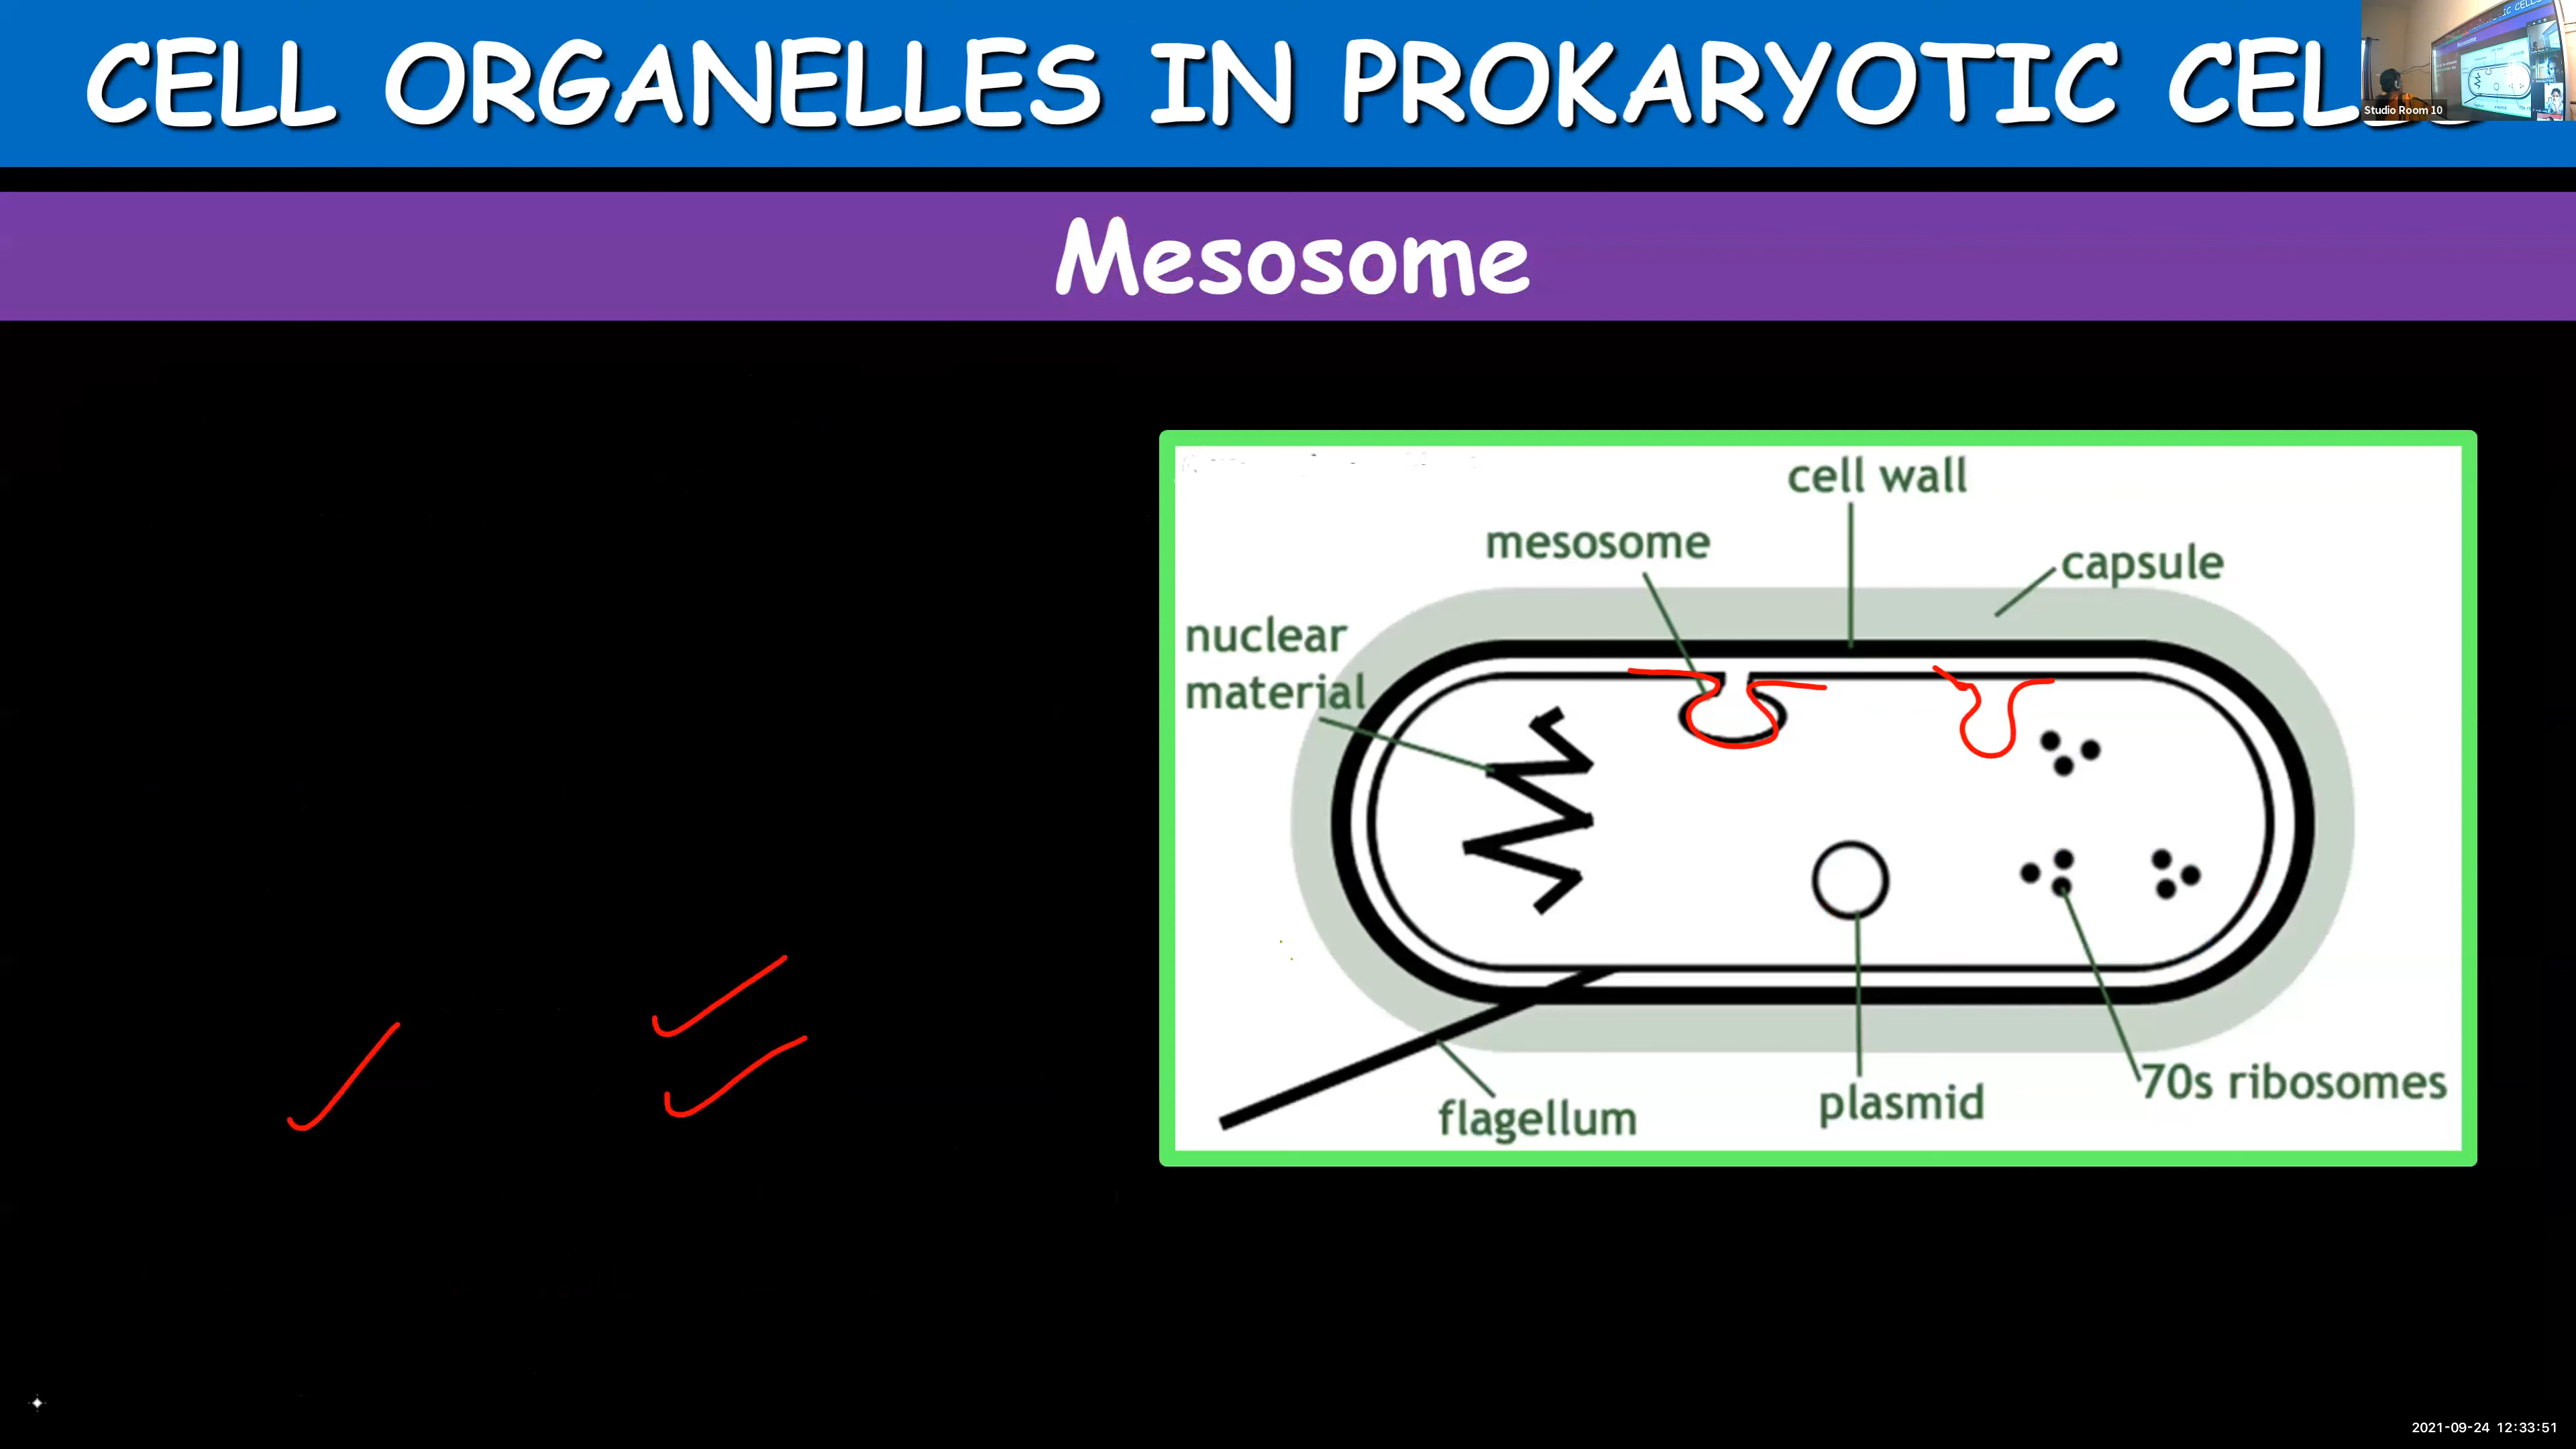 CELL ORGANELLES IN PROKARYOTIC CEL
Studio Room 10
Mesosome
cell wall
mesosome
capsule
nuclear
material
70s ribosomes
plasmid
flagellum
2021-09-24 12:33:51